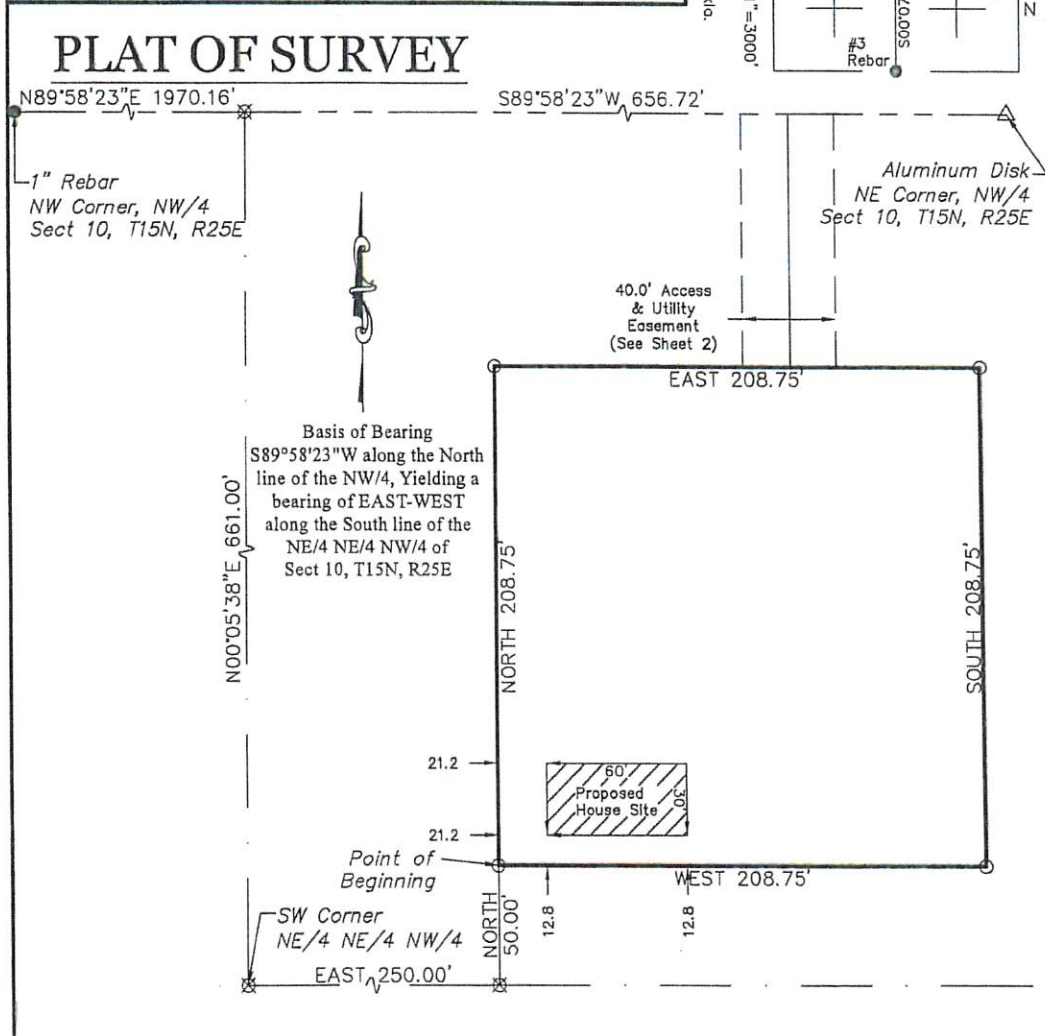 1"=3000'
70.00S
N
#3
Rebar
PLAT OF SURVEY
N89°58'23"E 1970.16'
S89°58'23"W 656.72'
1" Rebar
NW Corner, NW/4
Sect 10, T15N, R25E
Aluminum Disk
NE Corner, NW/4
Sect 10, T15N, R25E
40.0' Access
& Utility
Easement
(See Sheet 2)
EAST 208.75'
Basis of Bearing
S89°58'23"W along the North
line of the NW/4, Yielding a
bearing of EAST-WEST
along the South line of the
NE/4 NE/4 NW/4 of
Sect 10, T15N, R25E
N00°05'38"E 661.00'
NORTH 208.75'
SOUTH 208.75'
21.2
60'
Proposed
House Site
30'
21.2
Point of
Beginning
WEST 208.75'
SW Corner
NE/4 NE/4 NW/4
NORTH
50.00'
12.8
12.8
EAST 250.00'